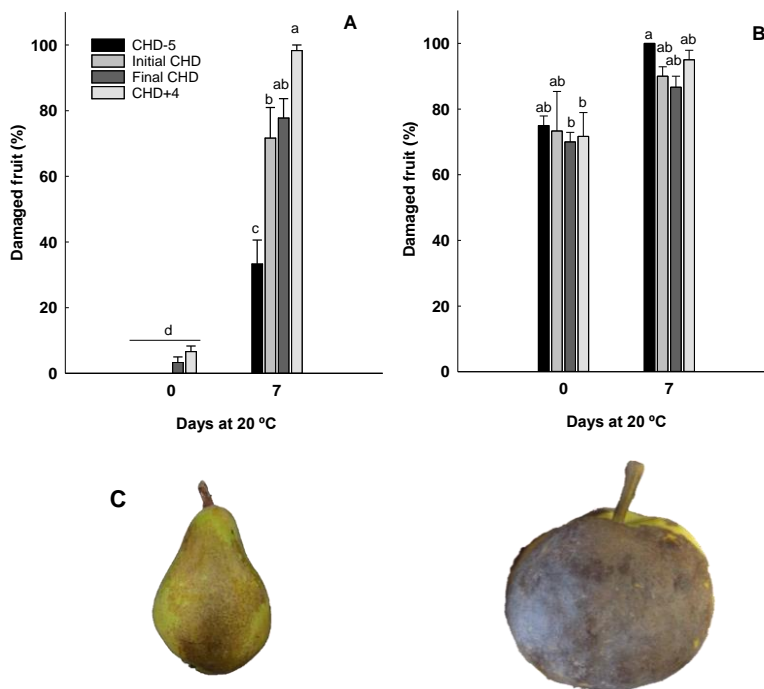 A
100
80
60
40
20
0
Damaged fruit (%)
CHD-5
Initial CHD
Final CHD
CHD+4
d
c
b
ab
a
0
7
Days at 20 ºC
B
100
80
60
40
20
0
Damaged fruit (%)
ab
ab
b
b
a
ab
ab
ab
0
7
Days at 20 ºC
C